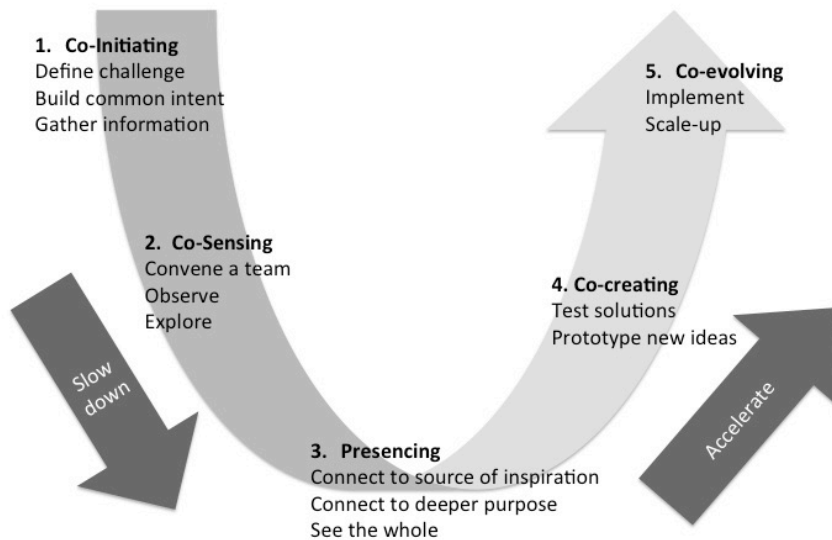 1. Co-Initiating
Define challenge
Build common intent
Gather information
2. Co-Sensing
Convene a team
Observe
Explore
Slow
down
3. Presencing
Connect to source of inspiration
Connect to deeper purpose
See the whole
4. Co-creating
Test solutions
Prototype new ideas
Accelerate
5. Co-evolving
Implement
Scale-up